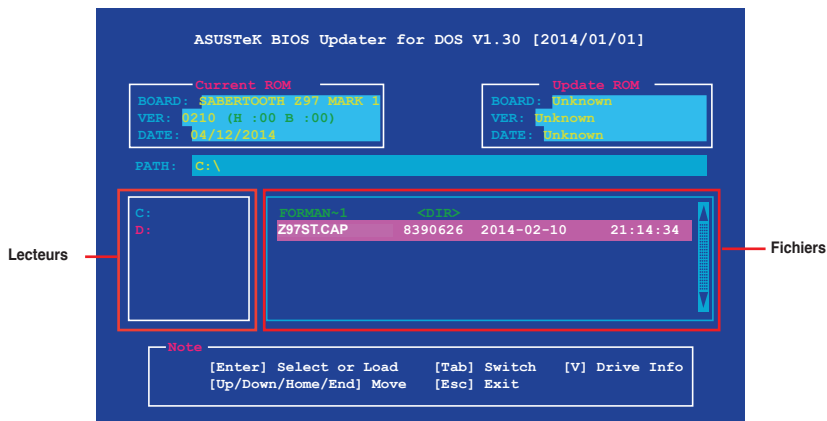 ASUSTeK BIOS Updater for DOS V1.30 [2014/01/01]
Current ROM
BOARD: SABERTOOTH Z97 MARK 1
VER: 0210 (H :00 B :00)
DATE: 04/12/2014
Update ROM
BOARD: Unknown
VER: Unknown
DATE: Unknown
PATH: C:\
Lecteurs
C:
D:
FORMAN~1 <DIR>
Z97ST.CAP 8390626 2014-02-10 21:14:34
Fichiers
Note
[Enter] Select or Load [Tab] Switch [V] Drive Info
[Up/Down/Home/End] Move [Esc] Exit